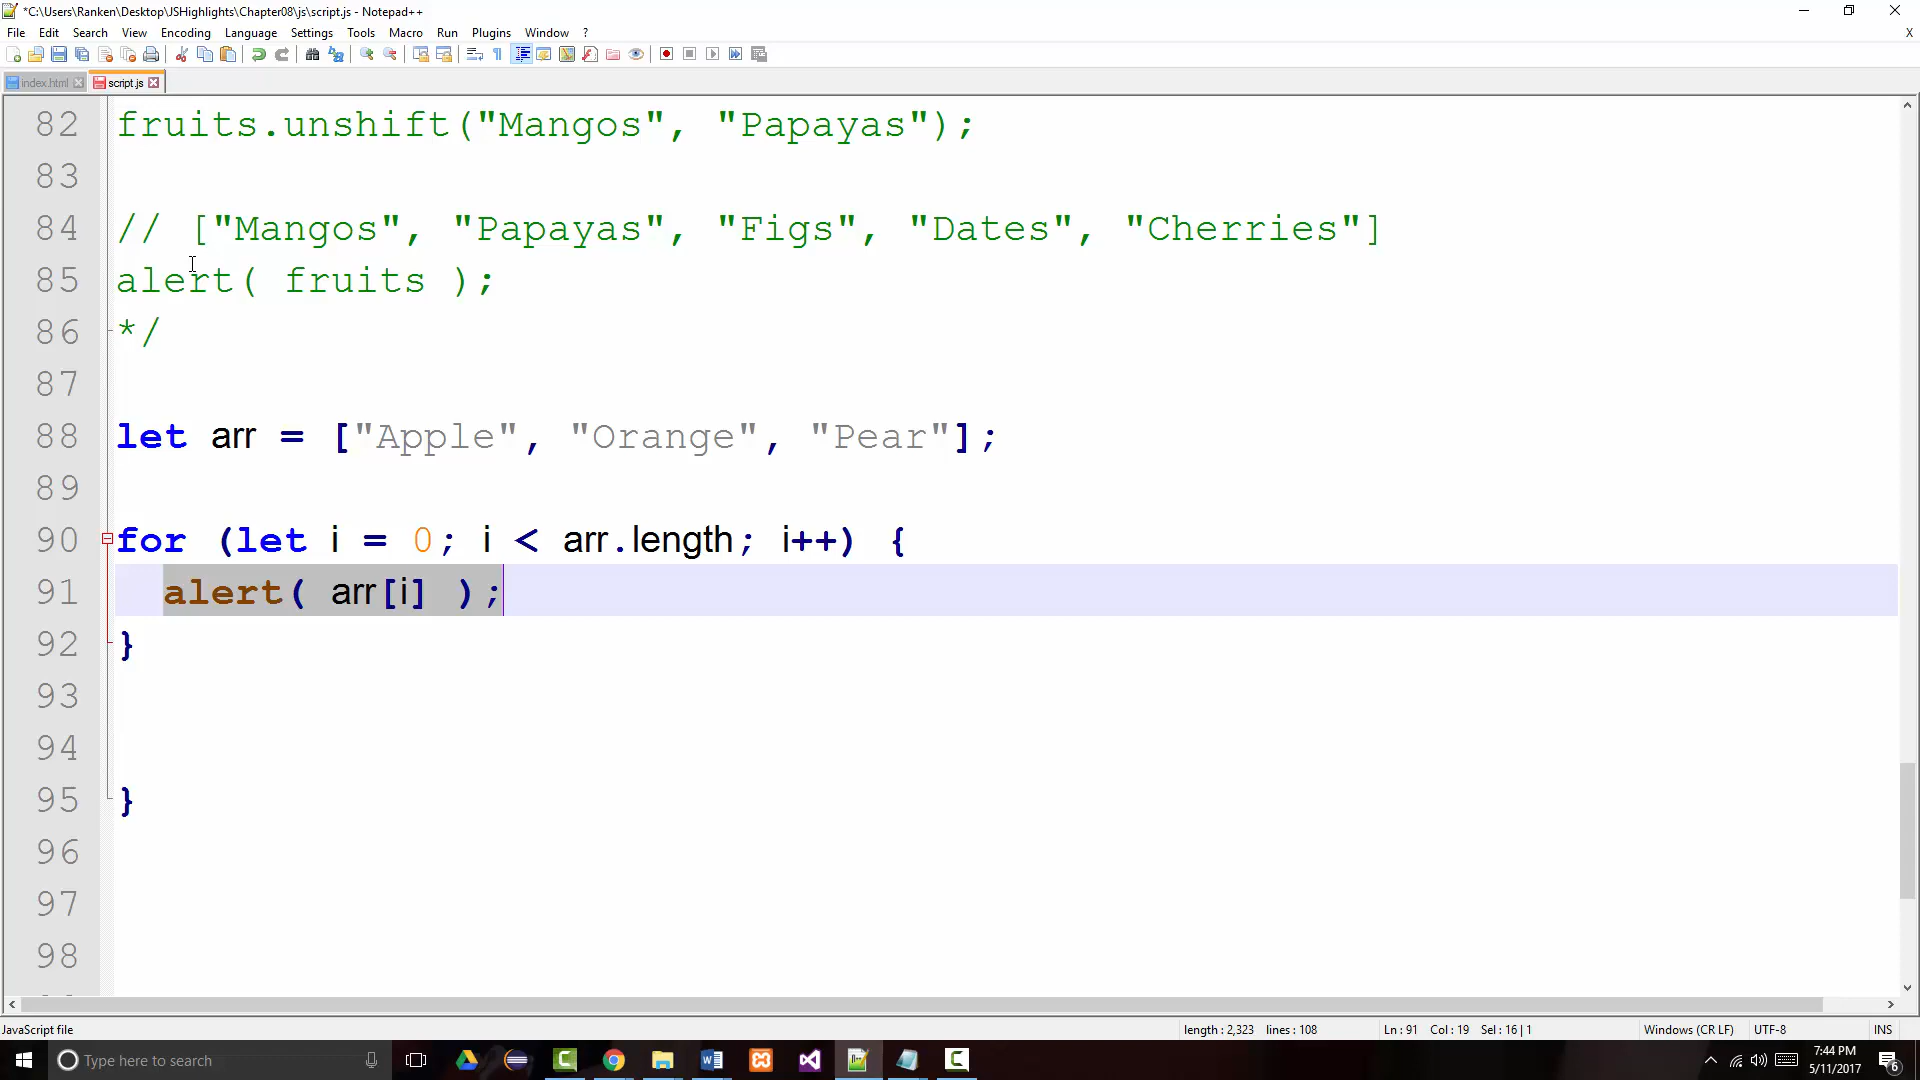 *C:\Users\Ranken\Desktop\JSHighlights\Chapter08\js\script.js - Notepad++
File Edit Search View Encoding Language Settings Tools Macro Run Plugins Window ? X
index.html script.js
82 fruits.unshift("Mangos", "Papayas");
83
84 // ["Mangos", "Papayas", "Figs", "Dates", "Cherries"]
85 alert( fruits );
86 */
87
88 let arr = ["Apple", "Orange", "Pear"];
89
90 for (let i = 0; i < arr.length; i++) {
91 alert( arr[i] );
92 }
93
94
95 }
96
97
98
JavaScript file length : 2,323 lines : 108 Ln : 91 Col : 19 Sel : 16 | 1 Windows (CR LF) UTF-8 INS
Type here to search
7:44 PM
5/11/2017
6